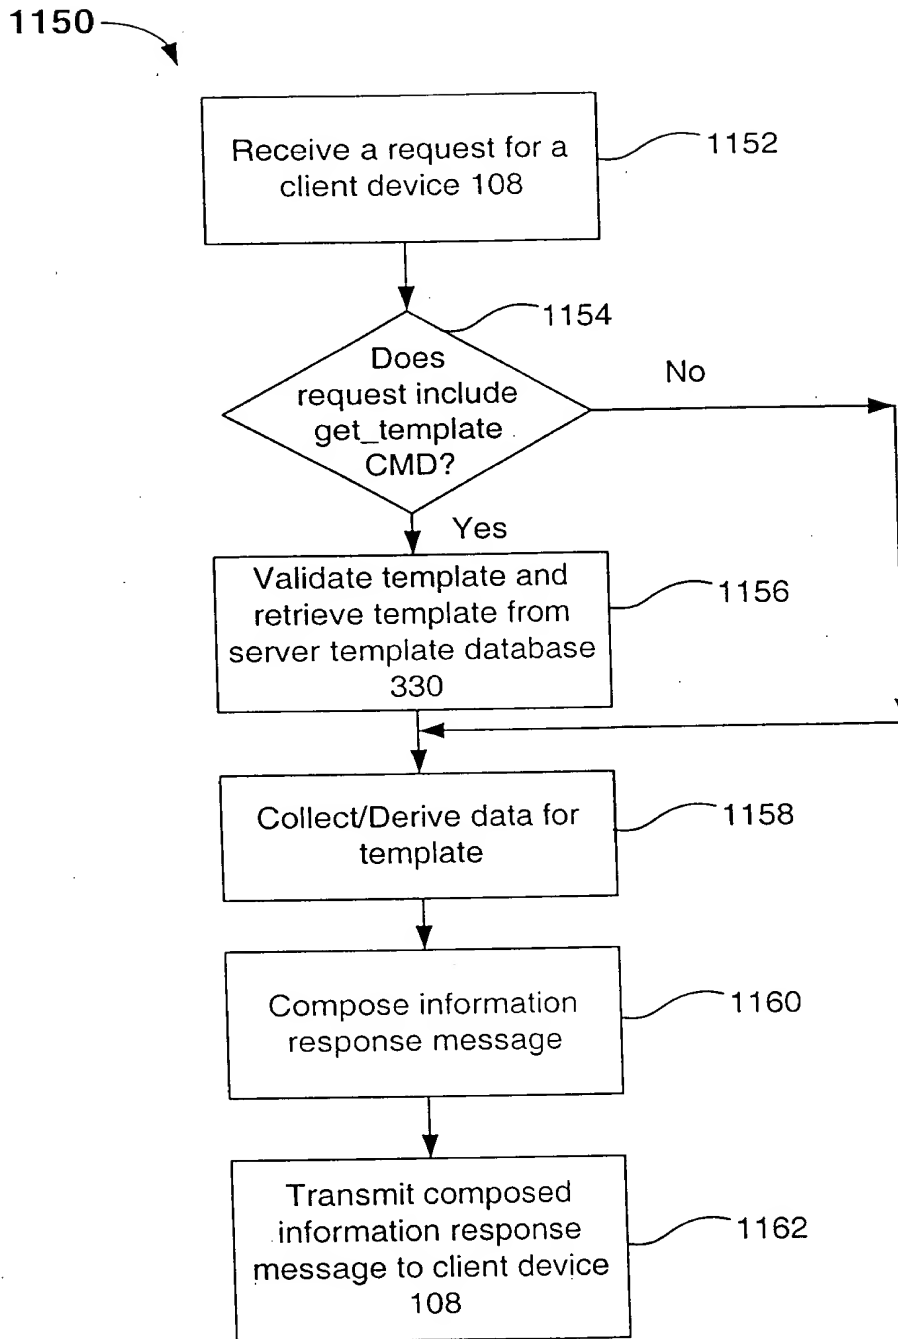 1150
Receive a request for a
client device 108
1152
1154
Does
request include
get_template
CMD?
No
Yes
Validate template and
retrieve template from
server template database
330
1156
Collect/Derive data for
template
1158
Compose information
response message
1160
Transmit composed
information response
message to client device
108
1162